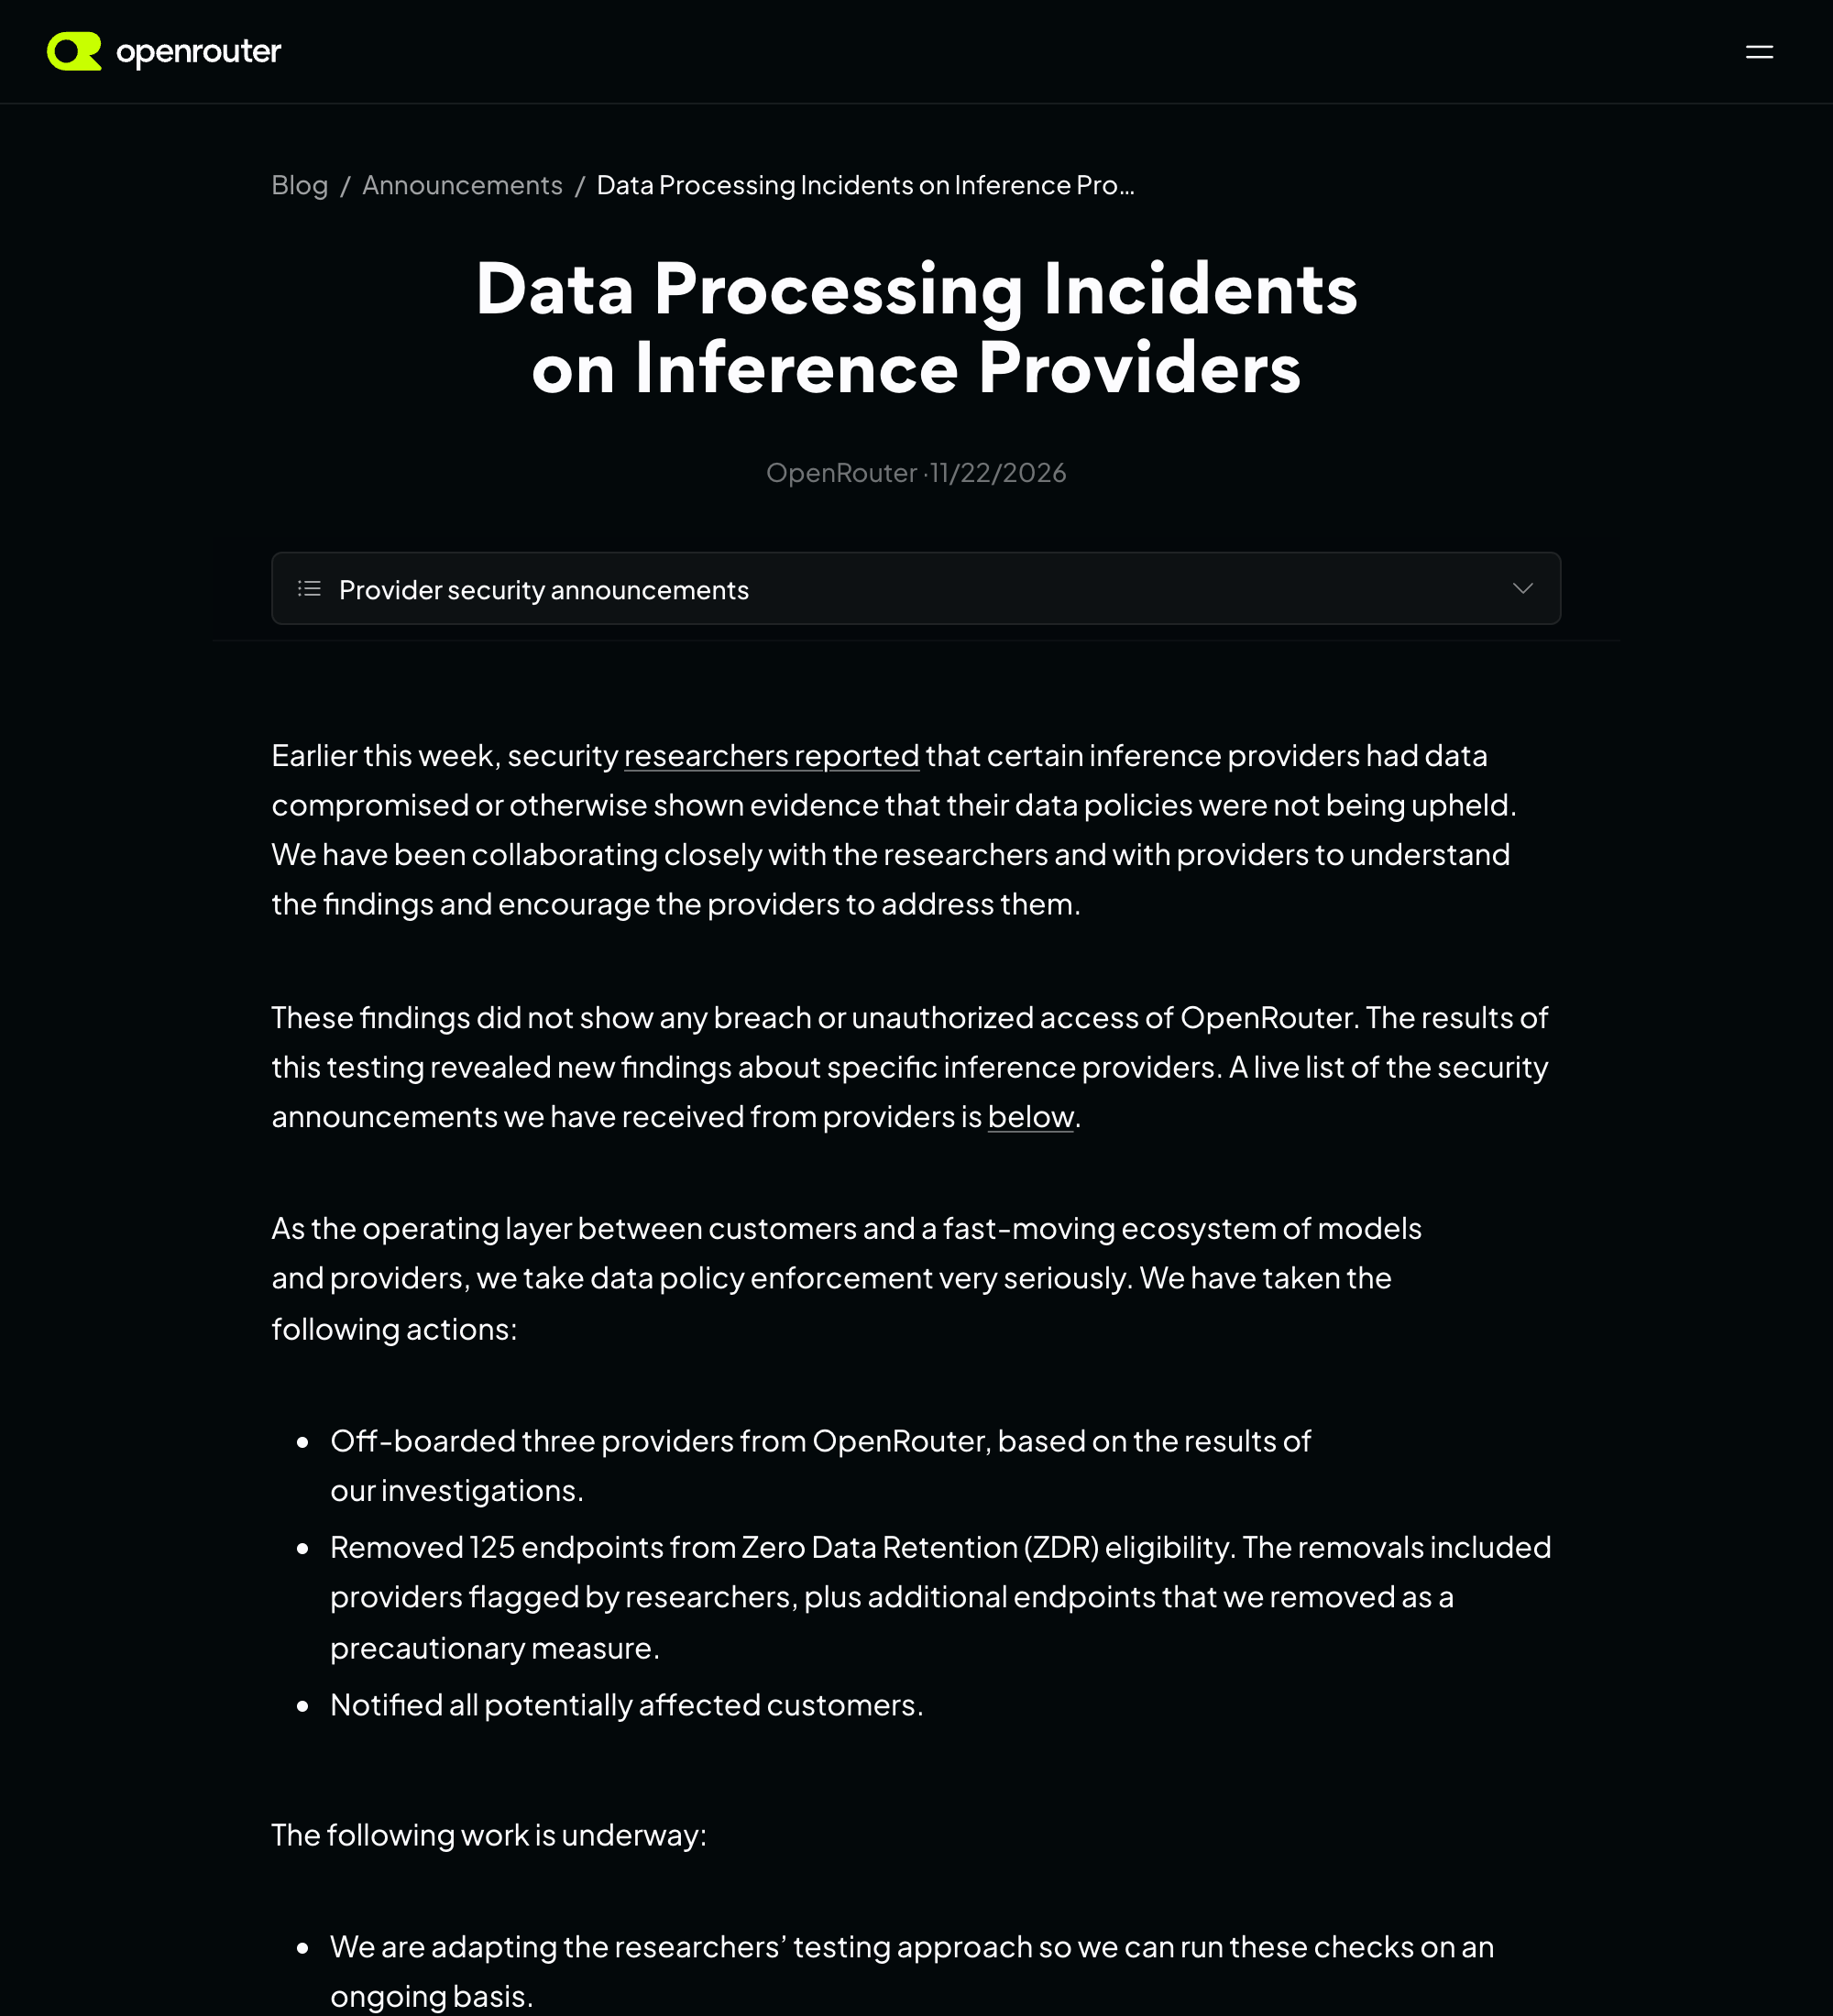 openrouter
Blog / Announcements / Data Processing Incidents on Inference Pro...
Data Processing Incidents
on Inference Providers
OpenRouter ·11/22/2026
Provider security announcements
Earlier this week, security researchers reported that certain inference providers had data
compromised or otherwise shown evidence that their data policies were not being upheld.
We have been collaborating closely with the researchers and with providers to understand
the findings and encourage the providers to address them.
These findings did not show any breach or unauthorized access of OpenRouter. The results of
this testing revealed new findings about specific inference providers. A live list of the security
announcements we have received from providers is below.
As the operating layer between customers and a fast-moving ecosystem of models
and providers, we take data policy enforcement very seriously. We have taken the
following actions:
• Off-boarded three providers from OpenRouter, based on the results of
our investigations.
• Removed 125 endpoints from Zero Data Retention (ZDR) eligibility. The removals included
providers flagged by researchers, plus additional endpoints that we removed as a
precautionary measure.
• Notified all potentially affected customers.
The following work is underway:
• We are adapting the researchers’ testing approach so we can run these checks on an
ongoing basis.